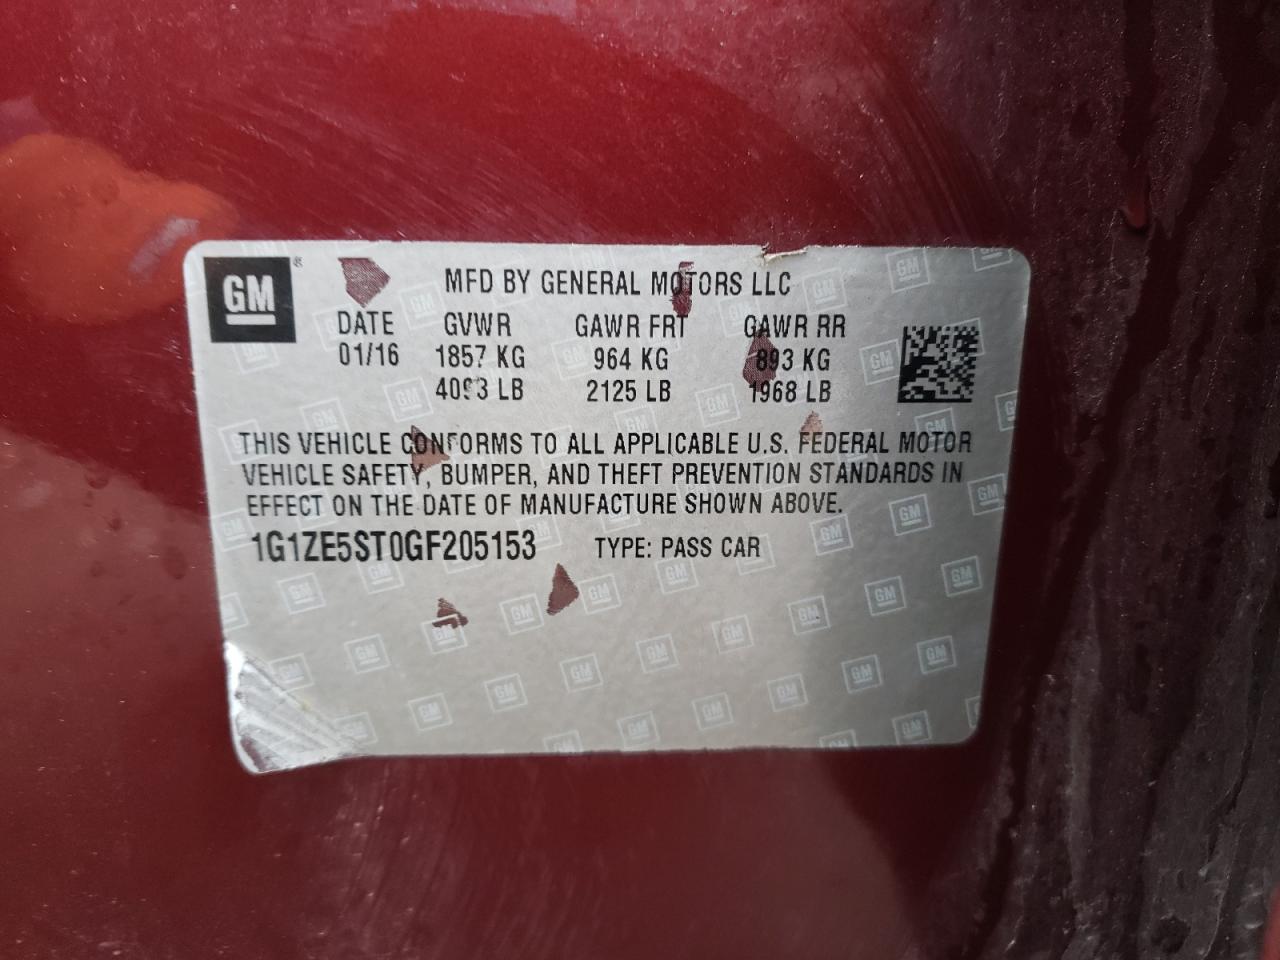 GM®
MFD BY GENERAL MOTORS LLC
DATE GVWR GAWR FRT GAWR RR
01/16 1857 KG 964 KG 893 KG
4093 LB 2125 LB 1968 LB
THIS VEHICLE CONFORMS TO ALL APPLICABLE U.S. FEDERAL MOTOR
VEHICLE SAFETY, BUMPER, AND THEFT PREVENTION STANDARDS IN
EFFECT ON THE DATE OF MANUFACTURE SHOWN ABOVE.
1G1ZE5ST0GF205153 TYPE: PASS CAR